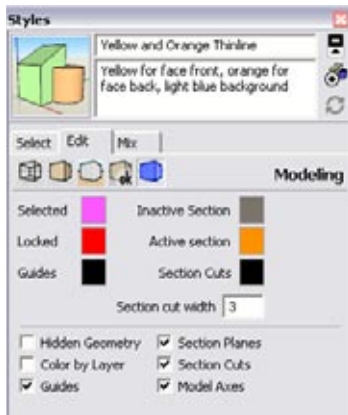 Styles
Yellow and Orange Thinline
Yellow for face front, orange for
face back, light blue background
Select Edit Mix
Modeling
Selected Inactive Section
Locked Active section
Guides Section Cuts
Section cut width 3
Hidden Geometry Section Planes
Color by Layer Section Cuts
Guides Model Axes